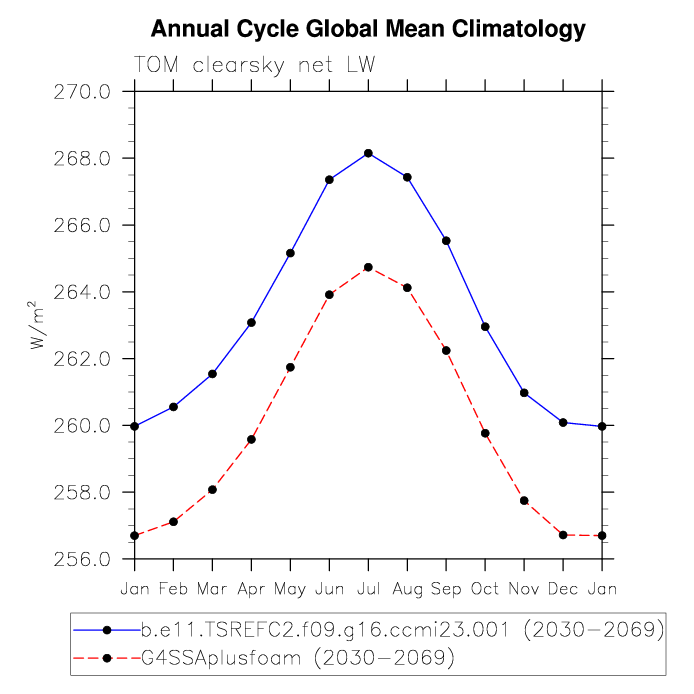 Annual Cycle Global Mean Climatology
TOM clearsky net LW
270.0
268.0
266.0
264.0
262.0
260.0
258.0
256.0
W/m²
Jan Feb Mar Apr May Jun Jul Aug Sep Oct Nov Dec Jan
b.e11.TSREFC2.f09.g16.ccmi23.001 (2030-2069)
G4SSAplusfoam (2030-2069)